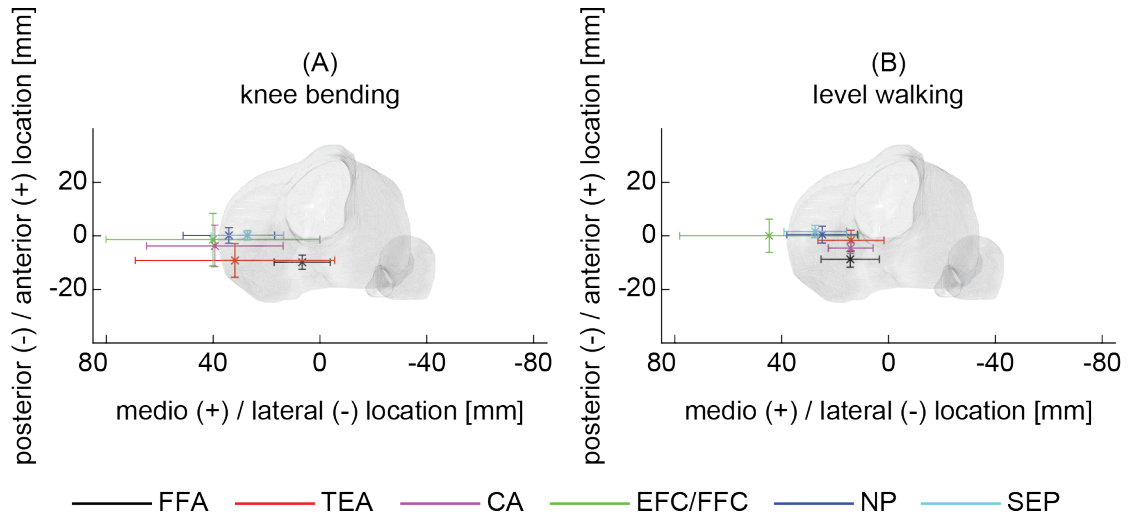 (A)
knee bending
posterior (-) / anterior (+) location [mm]
20
0
-20
80 40 0 -40 -80
medio (+) / lateral (-) location [mm]
(B)
level walking
posterior (-) / anterior (+) location [mm]
20
0
-20
80 40 0 -40 -80
medio (+) / lateral (-) location [mm]
FFA TEA CA EFC/FFC NP SEP